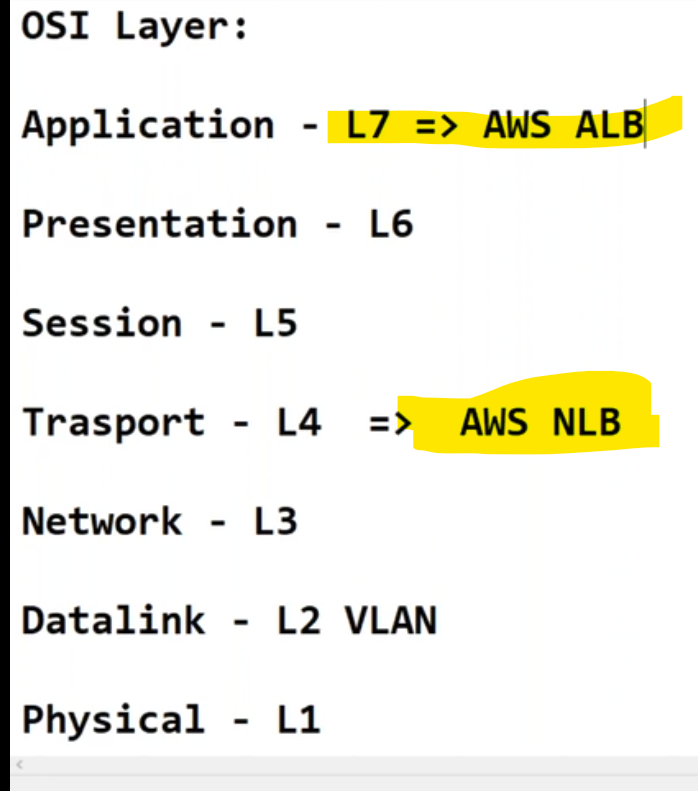 OSI Layer:
Application - L7 => AWS ALB
Presentation - L6
Session - L5
Trasport - L4  =>  AWS NLB
Network - L3
Datalink - L2 VLAN
Physical - L1